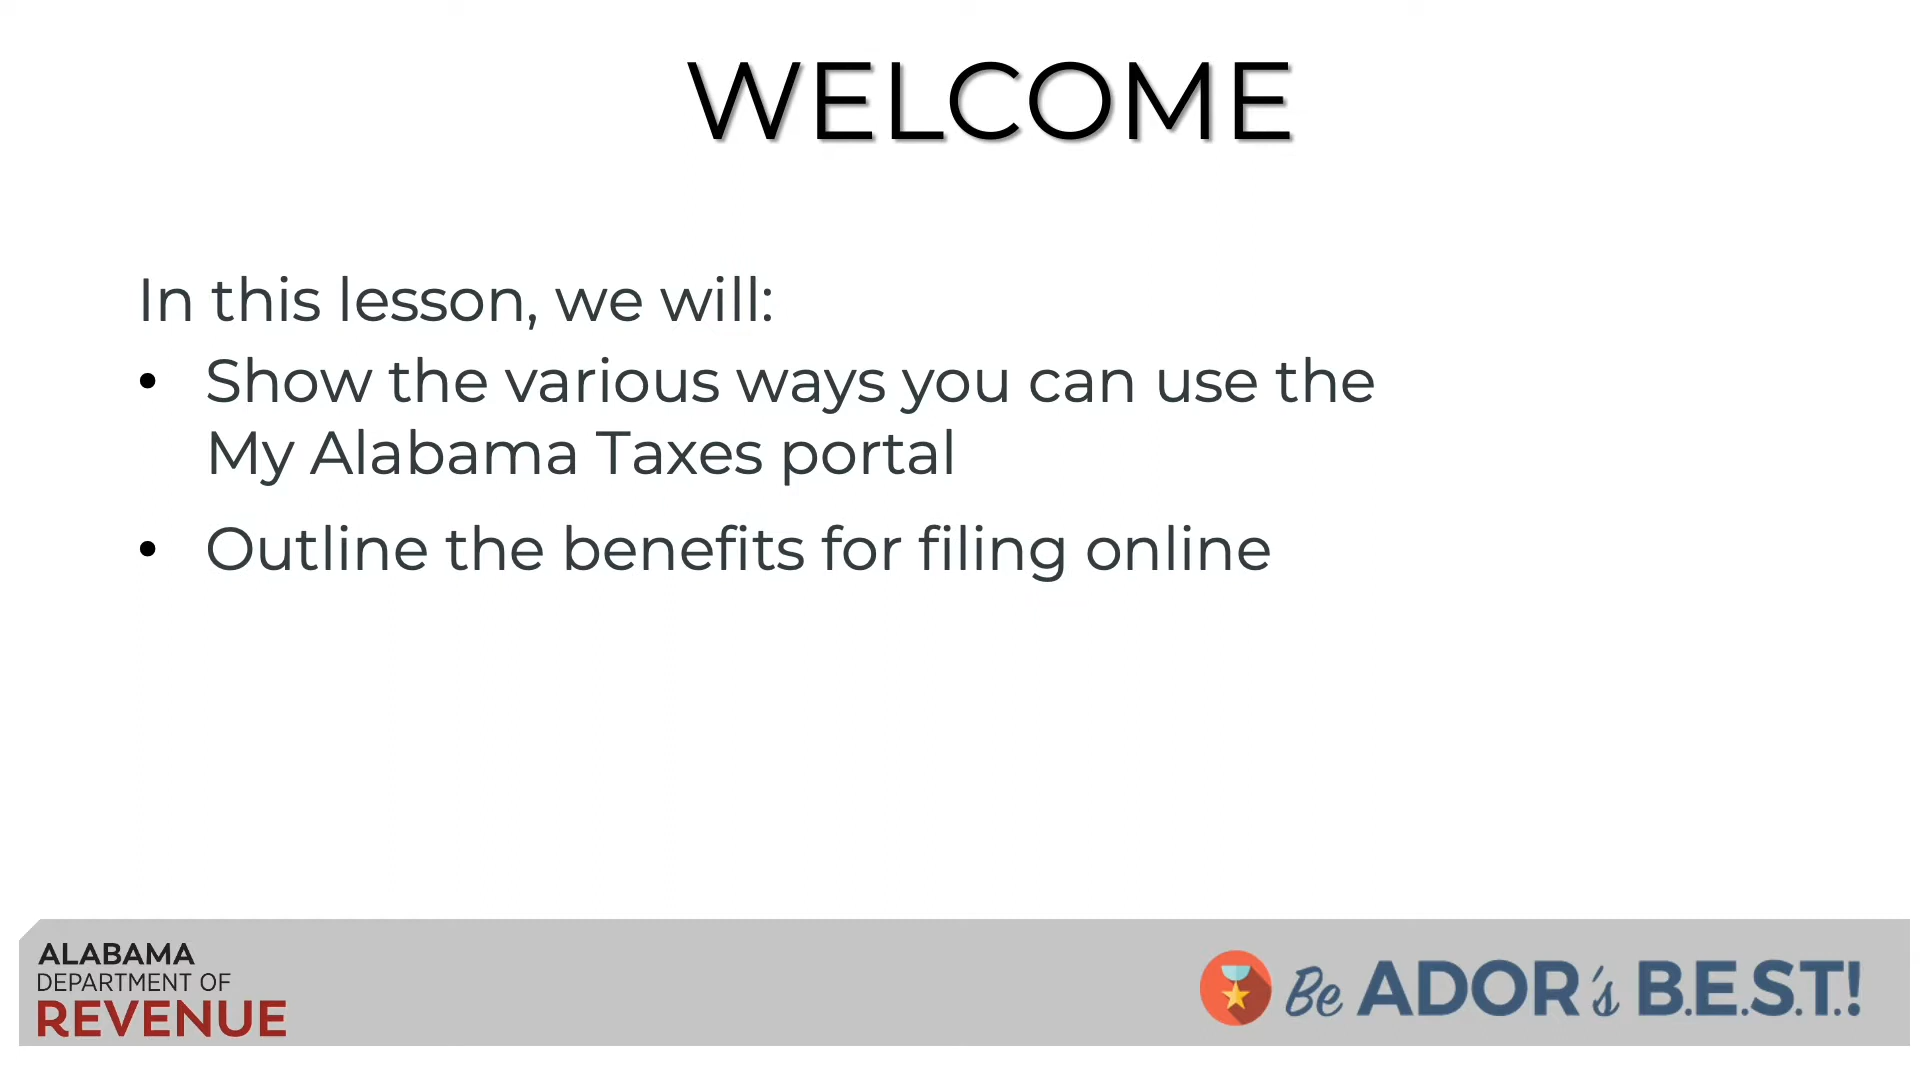 WELCOME
In this lesson, we will:
• Show the various ways you can use the
My Alabama Taxes portal
• Outline the benefits for filing online
ALABAMA
DEPARTMENT OF
REVENUE
Be ADOR's B.E.S.T.!